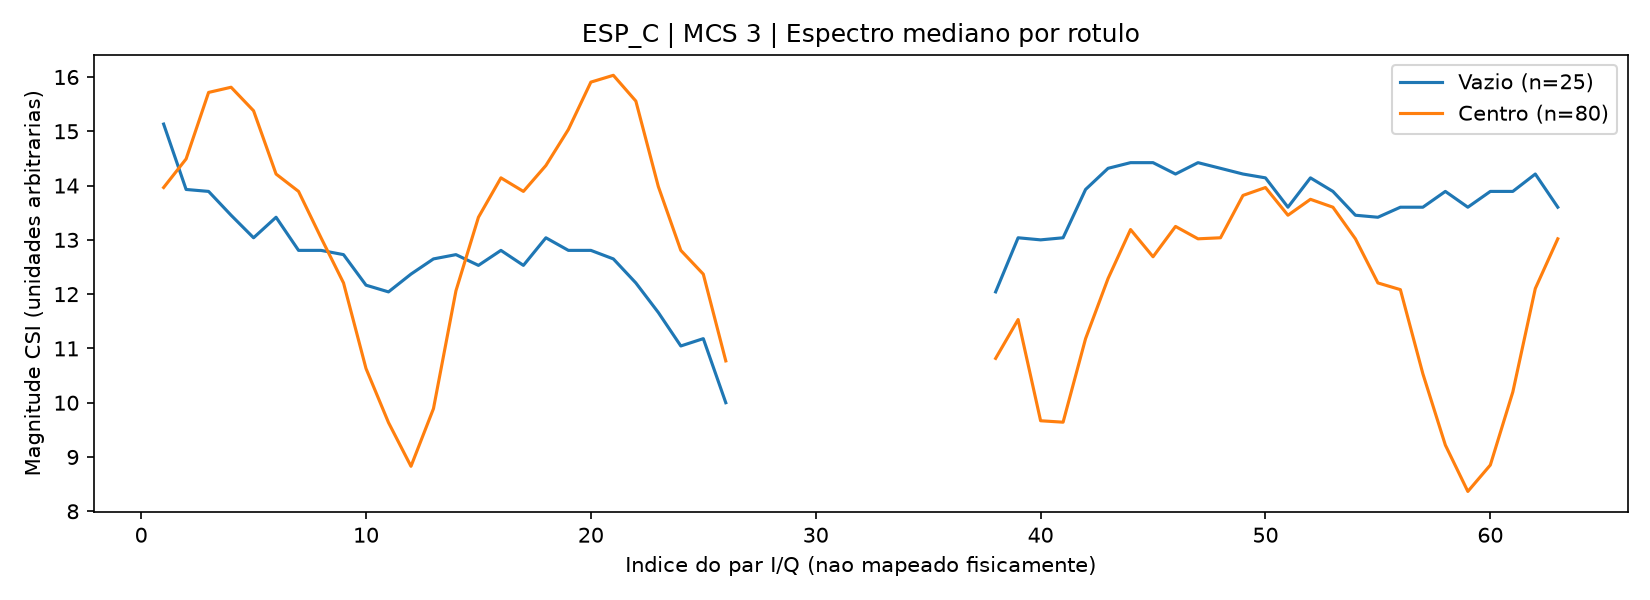 ESP_C | MCS 3 | Espectro mediano por rotulo
Magnitude CSI (unidades arbitrarias)
16
15
14
13
12
11
10
9
8
Vazio (n=25)
Centro (n=80)
0 10 20 30 40 50 60
Indice do par I/Q (nao mapeado fisicamente)